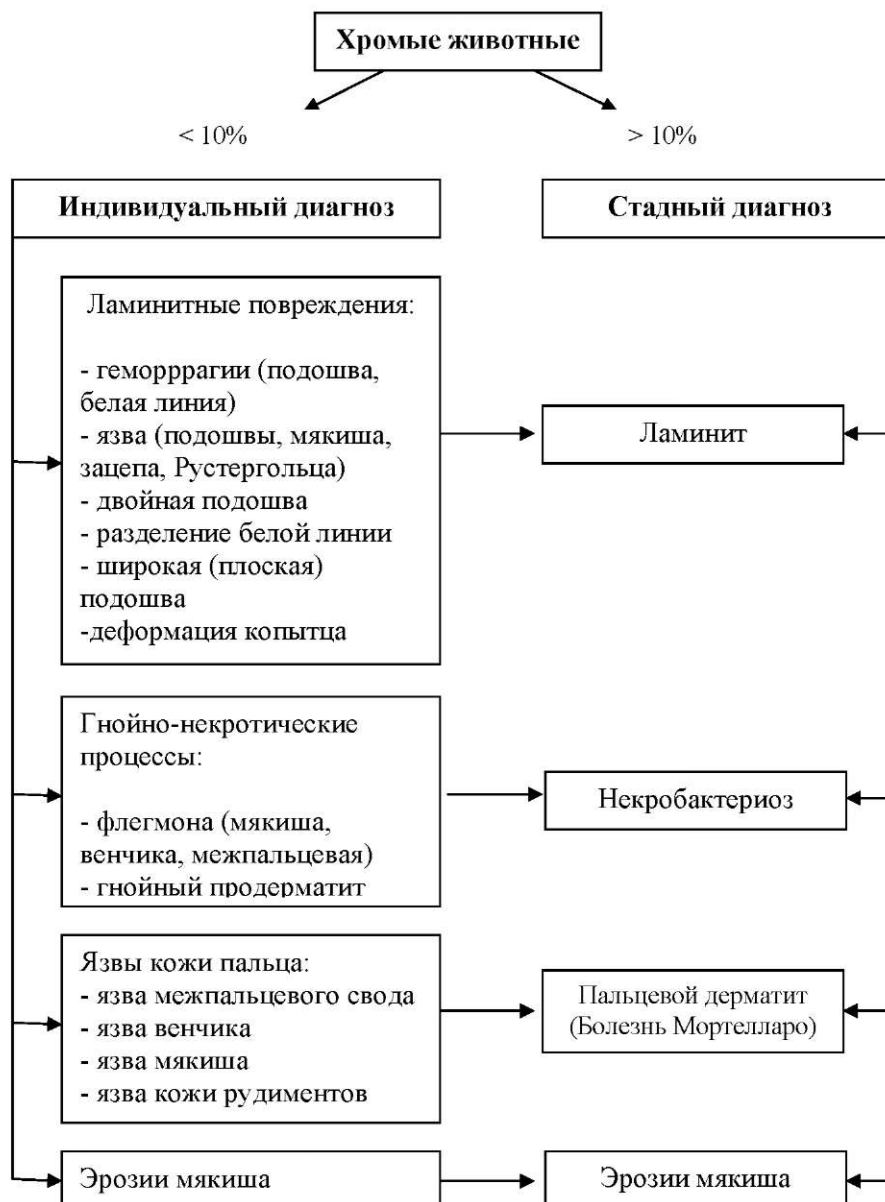 Хромые животные
< 10%
> 10%
Индивидуальный диагноз
Стадный диагноз
Ламинитные повреждения:
- геморррагии (подошва,
белая линия)
- язва (подошвы, мякиша,
зацепа, Рустергольца)
- двойная подошва
- разделение белой линии
- широкая (плоская)
подошва
-деформация копытца
Ламинит
Гнойно-некротические
процессы:
- флегмона (мякиша,
венчика, межпальцевая)
- гнойный продерматит
Некробактериоз
Язвы кожи пальца:
- язва межпальцевого свода
- язва венчика
- язва мякиша
- язва кожи рудиментов
Пальцевой дерматит
(Болезнь Мортелларо)
Эрозии мякиша
Эрозии мякиша